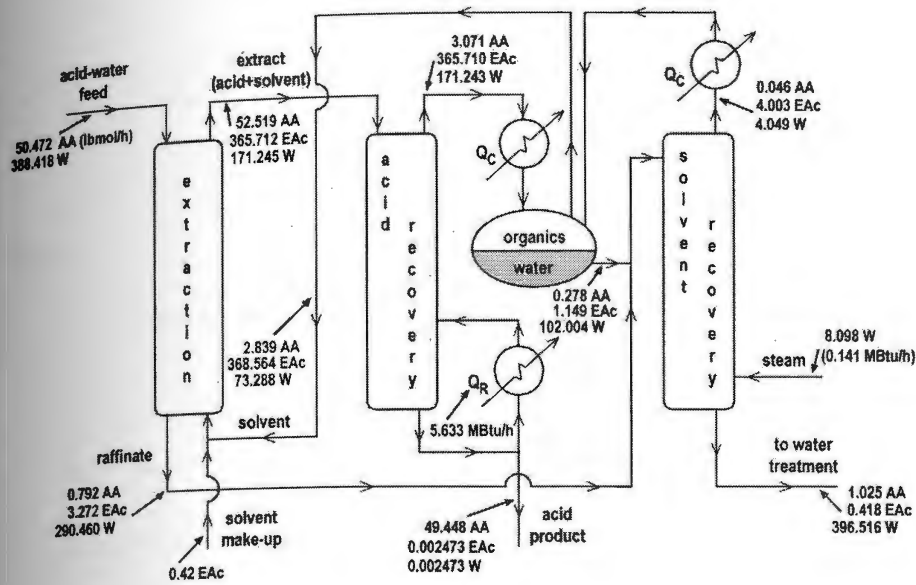 acid-water
feed
50.472 AA (lbmol/h)
388.418 W
extract
(acid+solvent)
52.519 AA
365.712 EAc
171.245 W
3.071 AA
365.710 EAc
171.243 W
Q_C
Q_C
0.046 AA
4.003 EAc
4.049 W
extraction
acid
recovery
solvent
recovery
organics
water
0.278 AA
1.149 EAc
102.004 W
2.839 AA
368.564 EAc
73.288 W
Q_R
5.633 MBtu/h
8.098 W
(0.141 MBtu/h)
steam
solvent
raffinate
0.792 AA
3.272 EAc
290.460 W
solvent
make-up
0.42 EAc
49.448 AA
0.002473 EAc
0.002473 W
acid
product
to water
treatment
1.025 AA
0.418 EAc
396.516 W